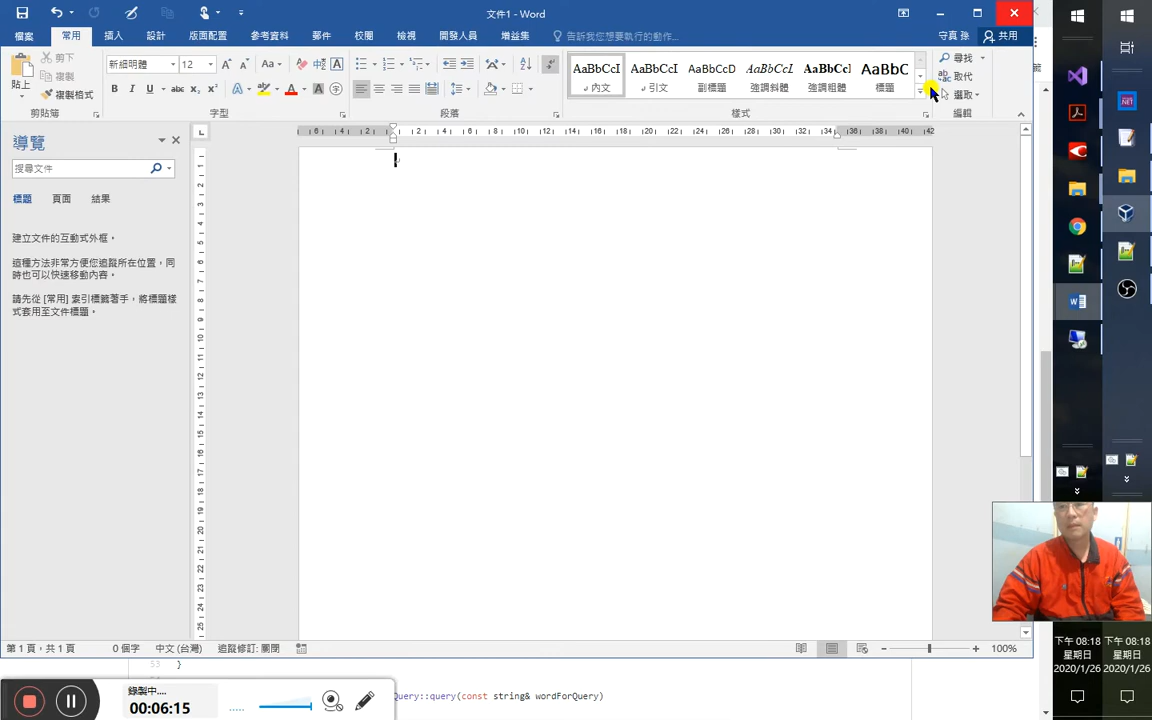 文件1 - Word
檔案 常用 插入 設計 版面配置 參考資料 郵件 校閱 檢視 開發人員 增益集 告訴我您想要執行的動作... 守真 孫 共用
貼上
剪下
複製
複製格式
剪貼簿
新細明體 12
字型
段落
AaBbCcI AaBbCcI AaBbCcD AaBbCcL AaBbCcI AaBbC
內文 引文 副標題 強調斜體 強調粗體 標題
樣式
尋找
取代
選取
編輯
導覽
搜尋文件
標題 頁面 結果
建立文件的互動式外框。
這種方法非常方便您追蹤所在位置，同
時也可以快速移動內容。
請先從 [常用] 索引標籤著手，將標題樣
式套用至文件標題。
第 1 頁，共 1 頁 0 個字 中文 (台灣) 追蹤修訂: 關閉 100%
53 }
Query::query(const string& wordForQuery)
錄製中....
00:06:15
下午 08:18
星期日
2020/1/26
下午 08:18
星期日
2020/1/26